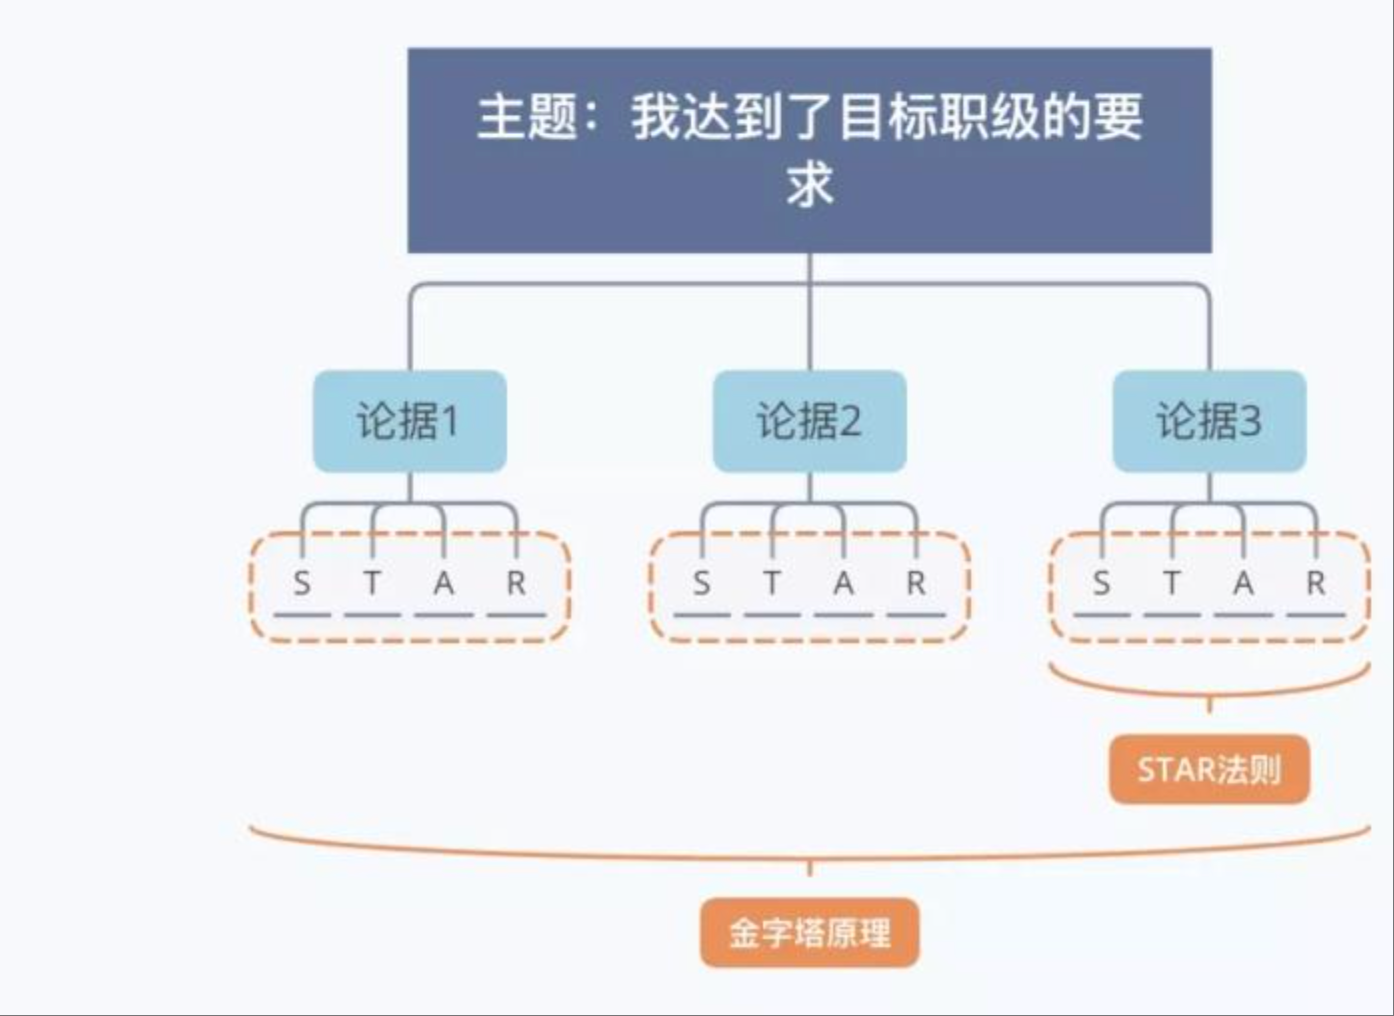 主题：我达到了目标职级的要
求
论据1
论据2
论据3
S T A R
S T A R
S T A R
STAR法则
金字塔原理